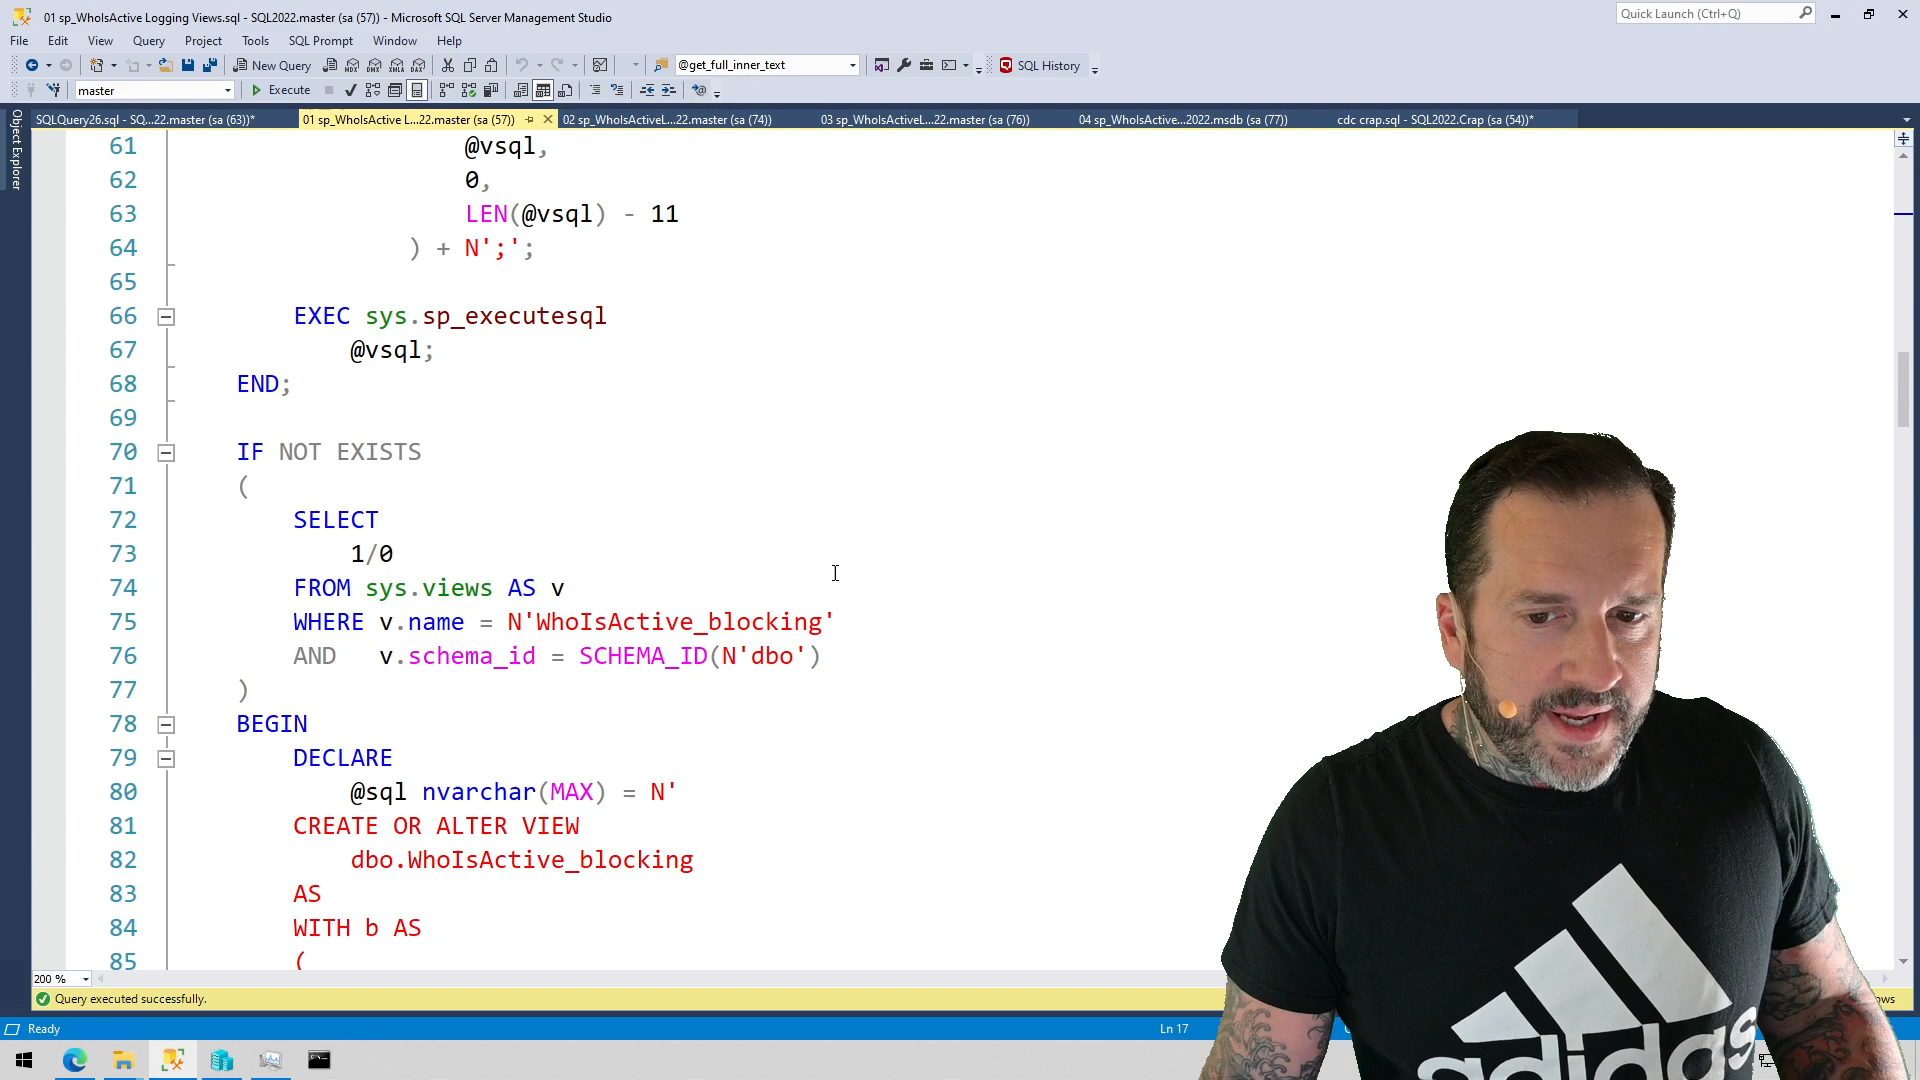 01 sp_WhoIsActive Logging Views.sql - SQL2022.master (sa (57)) - Microsoft SQL Server Management Studio
Quick Launch (Ctrl+Q)
File Edit View Query Project Tools SQL Prompt Window Help
New Query
@get_full_inner_text
SQL History
master
Execute
SQLQuery26.sql - SQ...22.master (sa (63))*
01 sp_WhoIsActive L...22.master (sa (57))
02 sp_WhoIsActiveL...22.master (sa (74))
03 sp_WhoIsActiveL...22.master (sa (76))
04 sp_WhoIsActive...2022.msdb (sa (77))
cdc crap.sql - SQL2022.Crap (sa (54))*
Object Explorer
61 @vsql,
62 0,
63 LEN(@vsql) - 11
64 ) + N';';
65
66 EXEC sys.sp_executesql
67 @vsql;
68 END;
69
70 IF NOT EXISTS
71 (
72 SELECT
73 1/0
74 FROM sys.views AS v
75 WHERE v.name = N'WhoIsActive_blocking'
76 AND v.schema_id = SCHEMA_ID(N'dbo')
77 )
78 BEGIN
79 DECLARE
80 @sql nvarchar(MAX) = N'
81 CREATE OR ALTER VIEW
82 dbo.WhoIsActive_blocking
83 AS
84 WITH b AS
85 (
200 %
Query executed successfully.
Ready
Ln 17
adidas